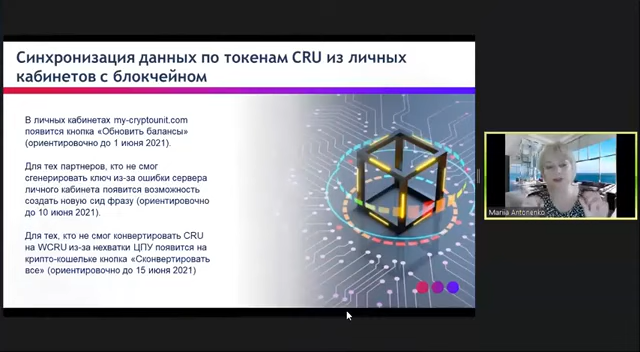 Синхронизация данных по токенам CRU из личных
кабинетов с блокчейном
В личных кабинетах my-cryptounit.com
появится кнопка «Обновить балансы»
(ориентировочно до 1 июня 2021).
Для тех партнеров, кто не смог
сгенерировать ключ из-за ошибки сервера
личного кабинета появится возможность
создать новую сид фразу (ориентировочно
до 10 июня 2021).
Для тех, кто не смог конвертировать CRU
на WCRU из-за нехватки ЦПУ появится на
крипто-кошельке кнопка «Сконвертировать
все» (ориентировочно до 15 июня 2021)
Mariia Antonenko